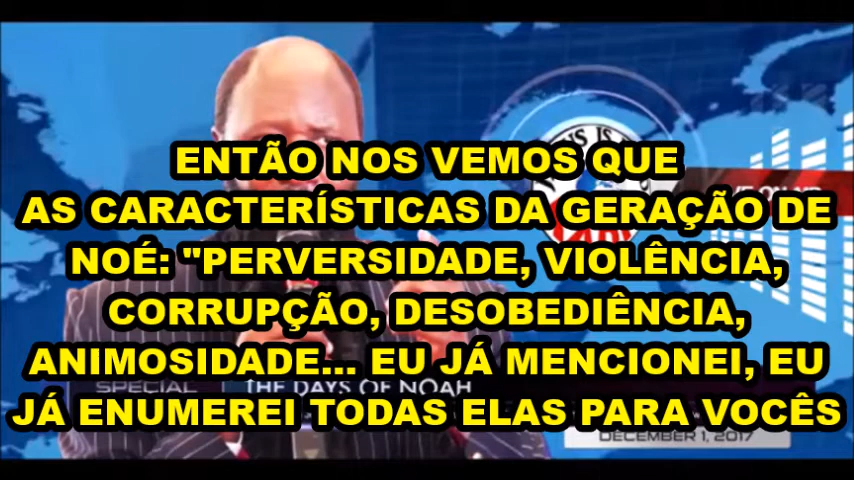 ENTÃO NOS VEMOS QUE
AS CARACTERÍSTICAS DA GERAÇÃO DE
NOÉ: "PERVERSIDADE, VIOLÊNCIA,
CORRUPÇÃO, DESOBEDIÊNCIA,
ANIMOSIDADE... EU JÁ MENCIONEI, EU
SPECIAL THE DAYS OF NOAH
JÁ ENUMEREI TODAS ELAS PARA VOCÊS
DECEMBER 1, 2017